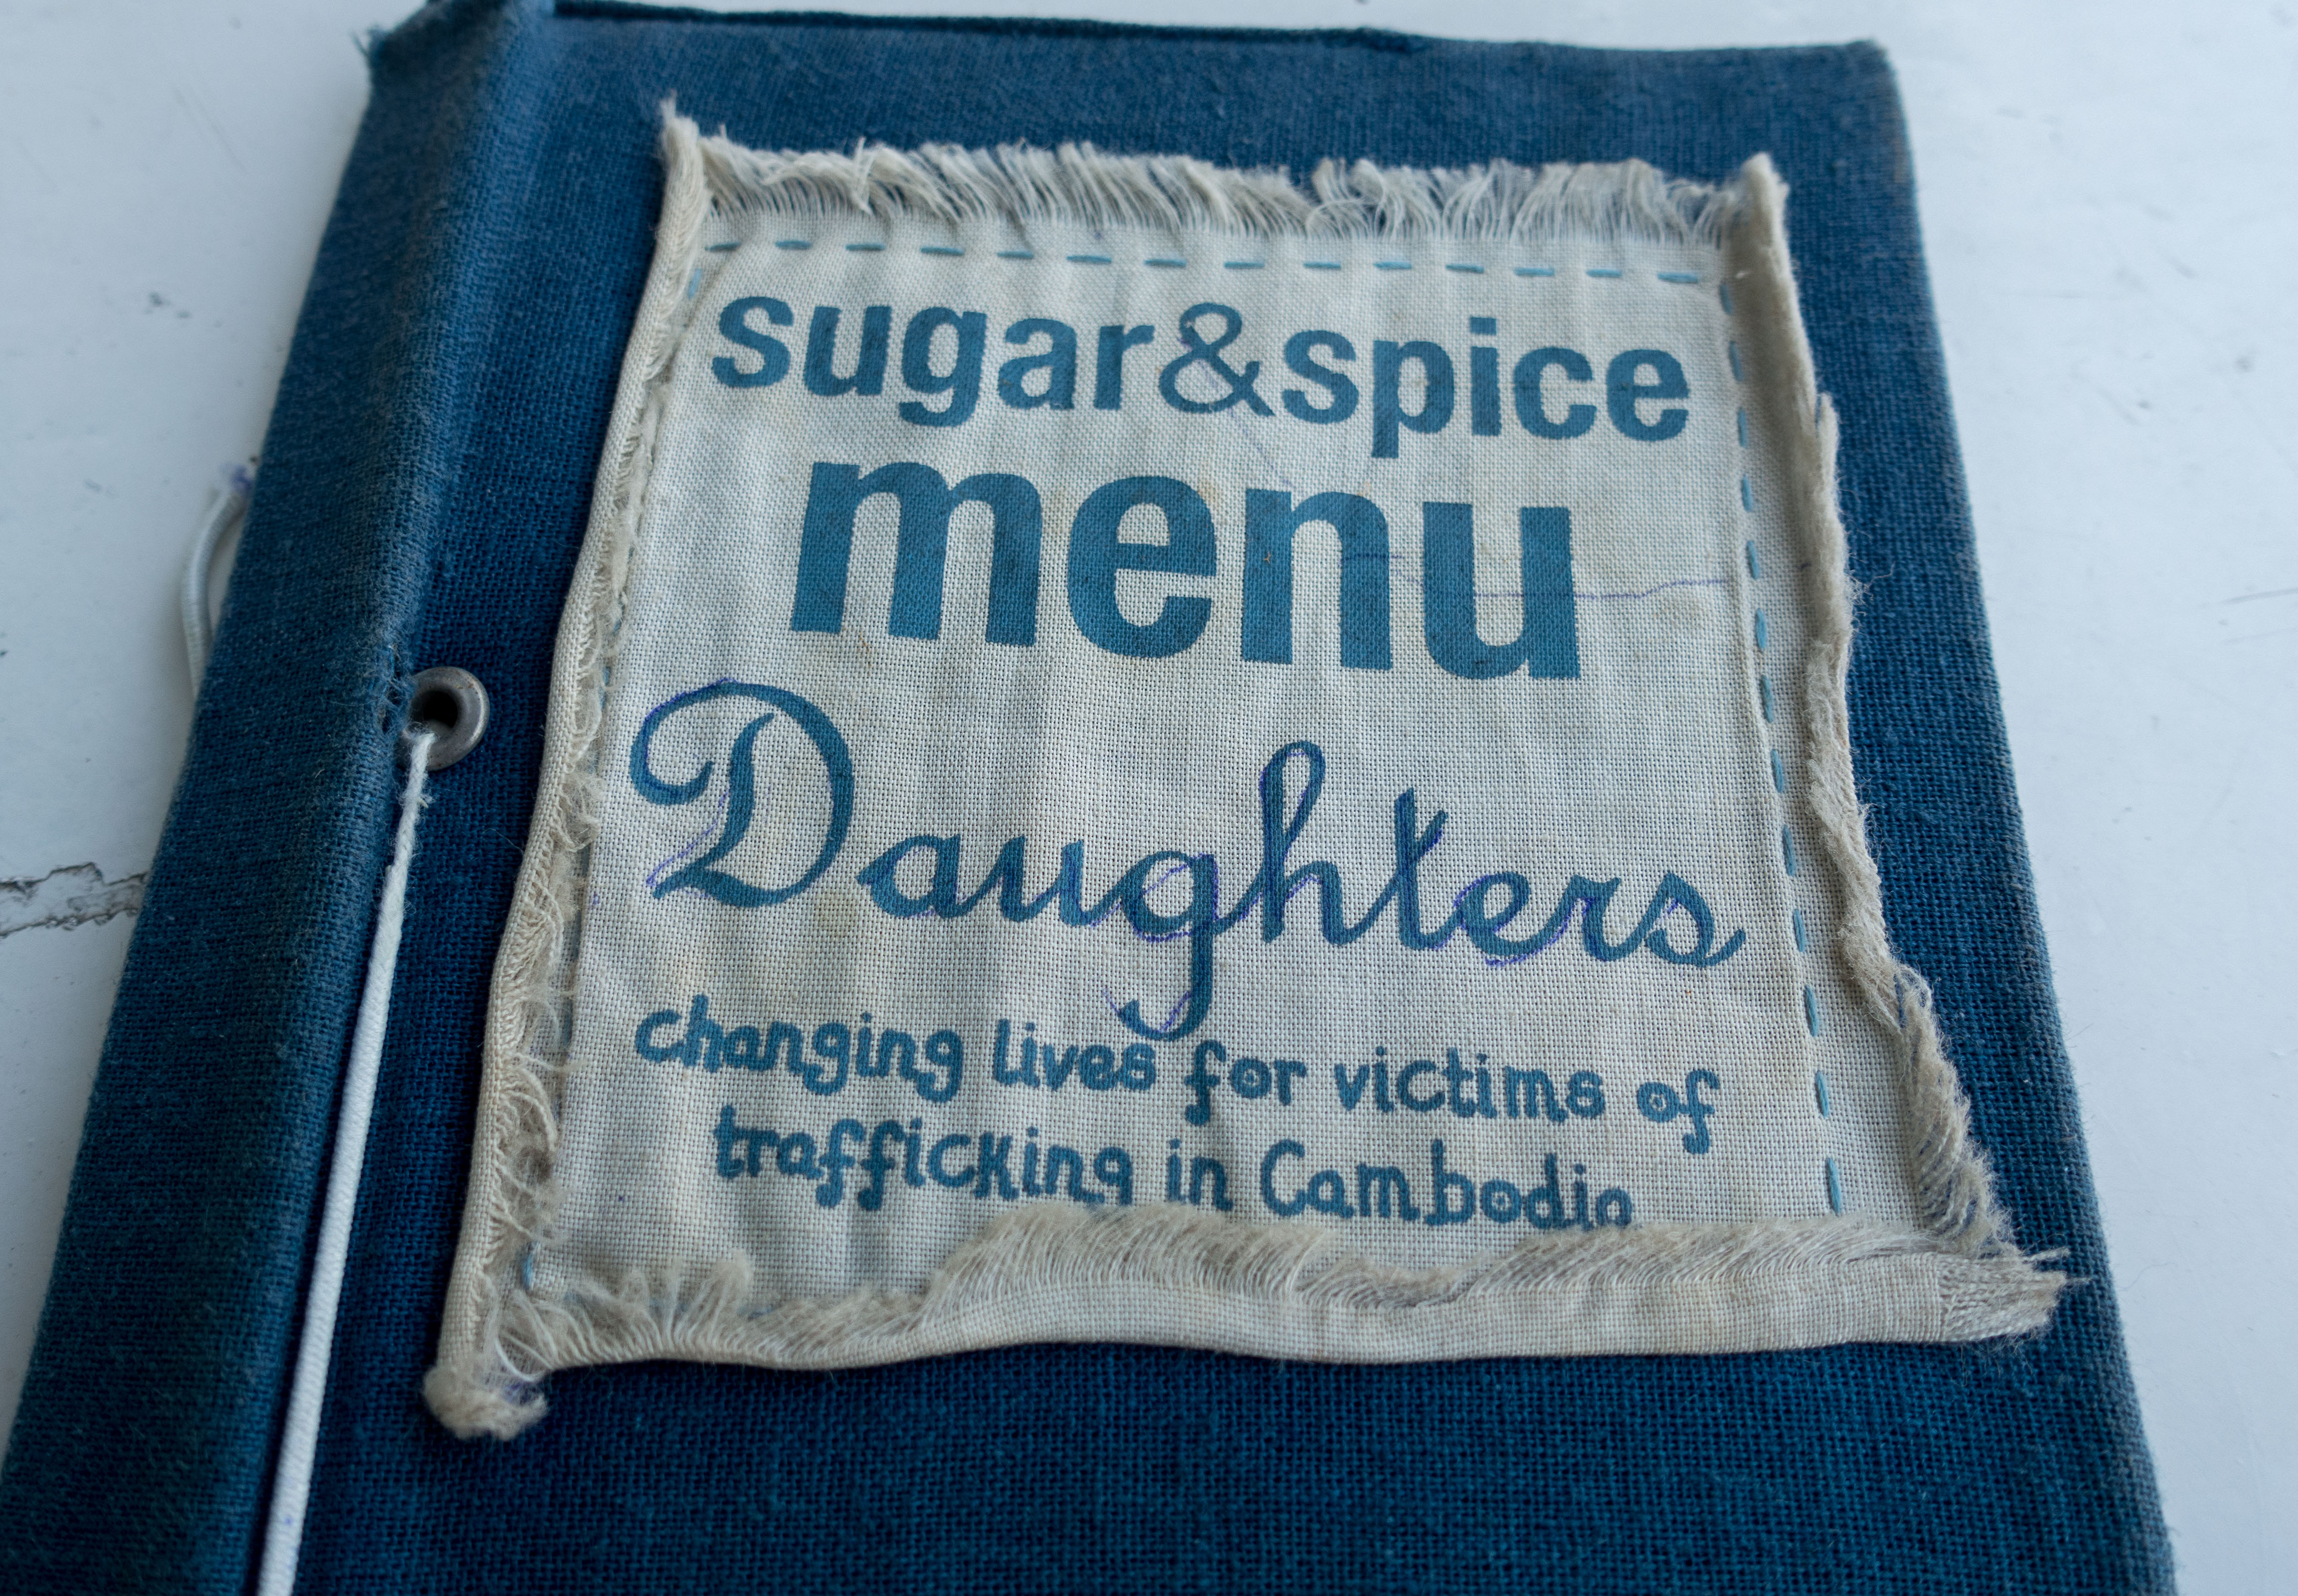 sugar&spice
menu
Daughters
changing lives for victims of
trafficking in Cambodia